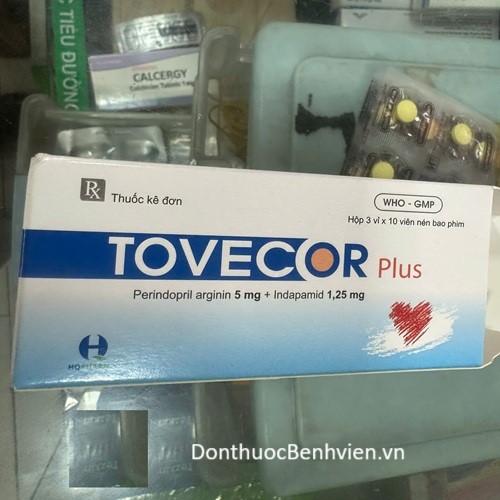 TIỂU ĐƯỜNG
CALCERGY
Rx
Thuốc kê đơn
WHO - GMP
Hộp 3 vỉ x 10 viên nén bao phim
TOVECOR Plus
Perindopril arginin 5 mg + Indapamid 1,25 mg
DonthuocBenhvien.vn